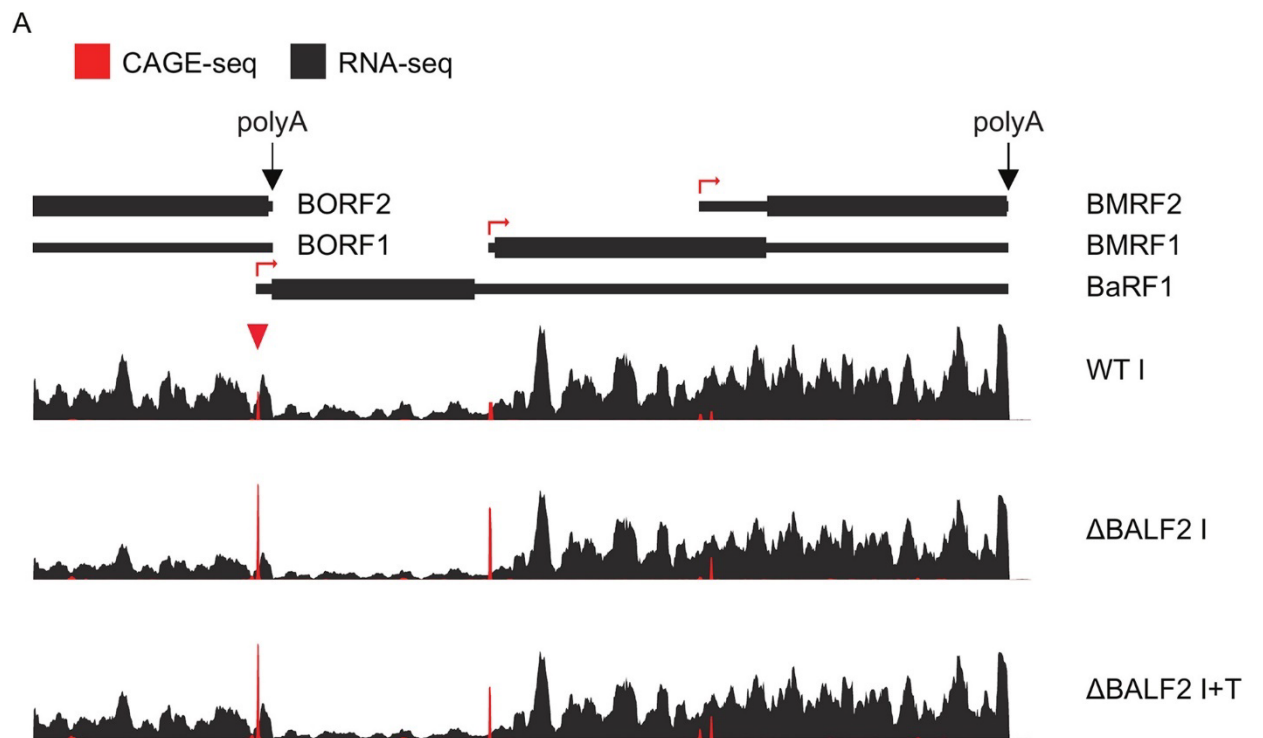 A
CAGE-seq RNA-seq
polyA polyA
BORF2 BMRF2
BORF1 BMRF1
BaRF1
WT I
ΔBALF2 I
ΔBALF2 I+T